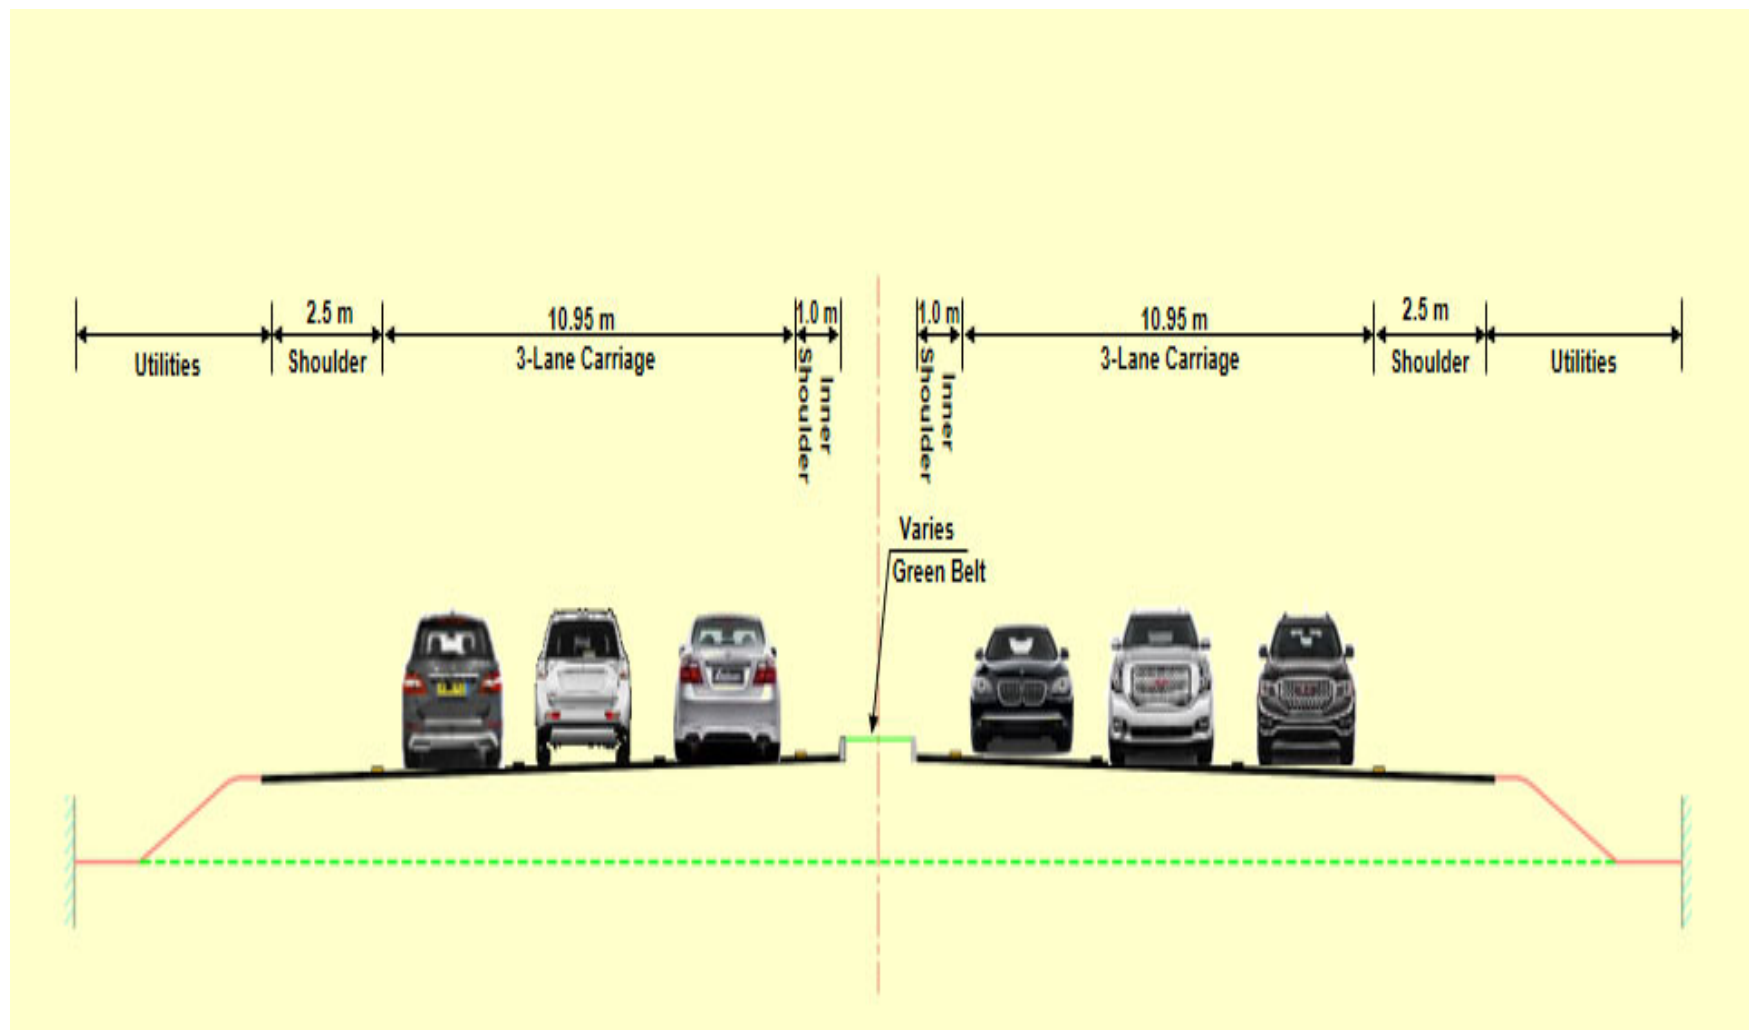 2.5 m
10.95 m
1.0 m
1.0 m
10.95 m
2.5 m
Utilities
Shoulder
3-Lane Carriage
Inner
Shoulder
Inner
Shoulder
3-Lane Carriage
Shoulder
Utilities
Varies
Green Belt